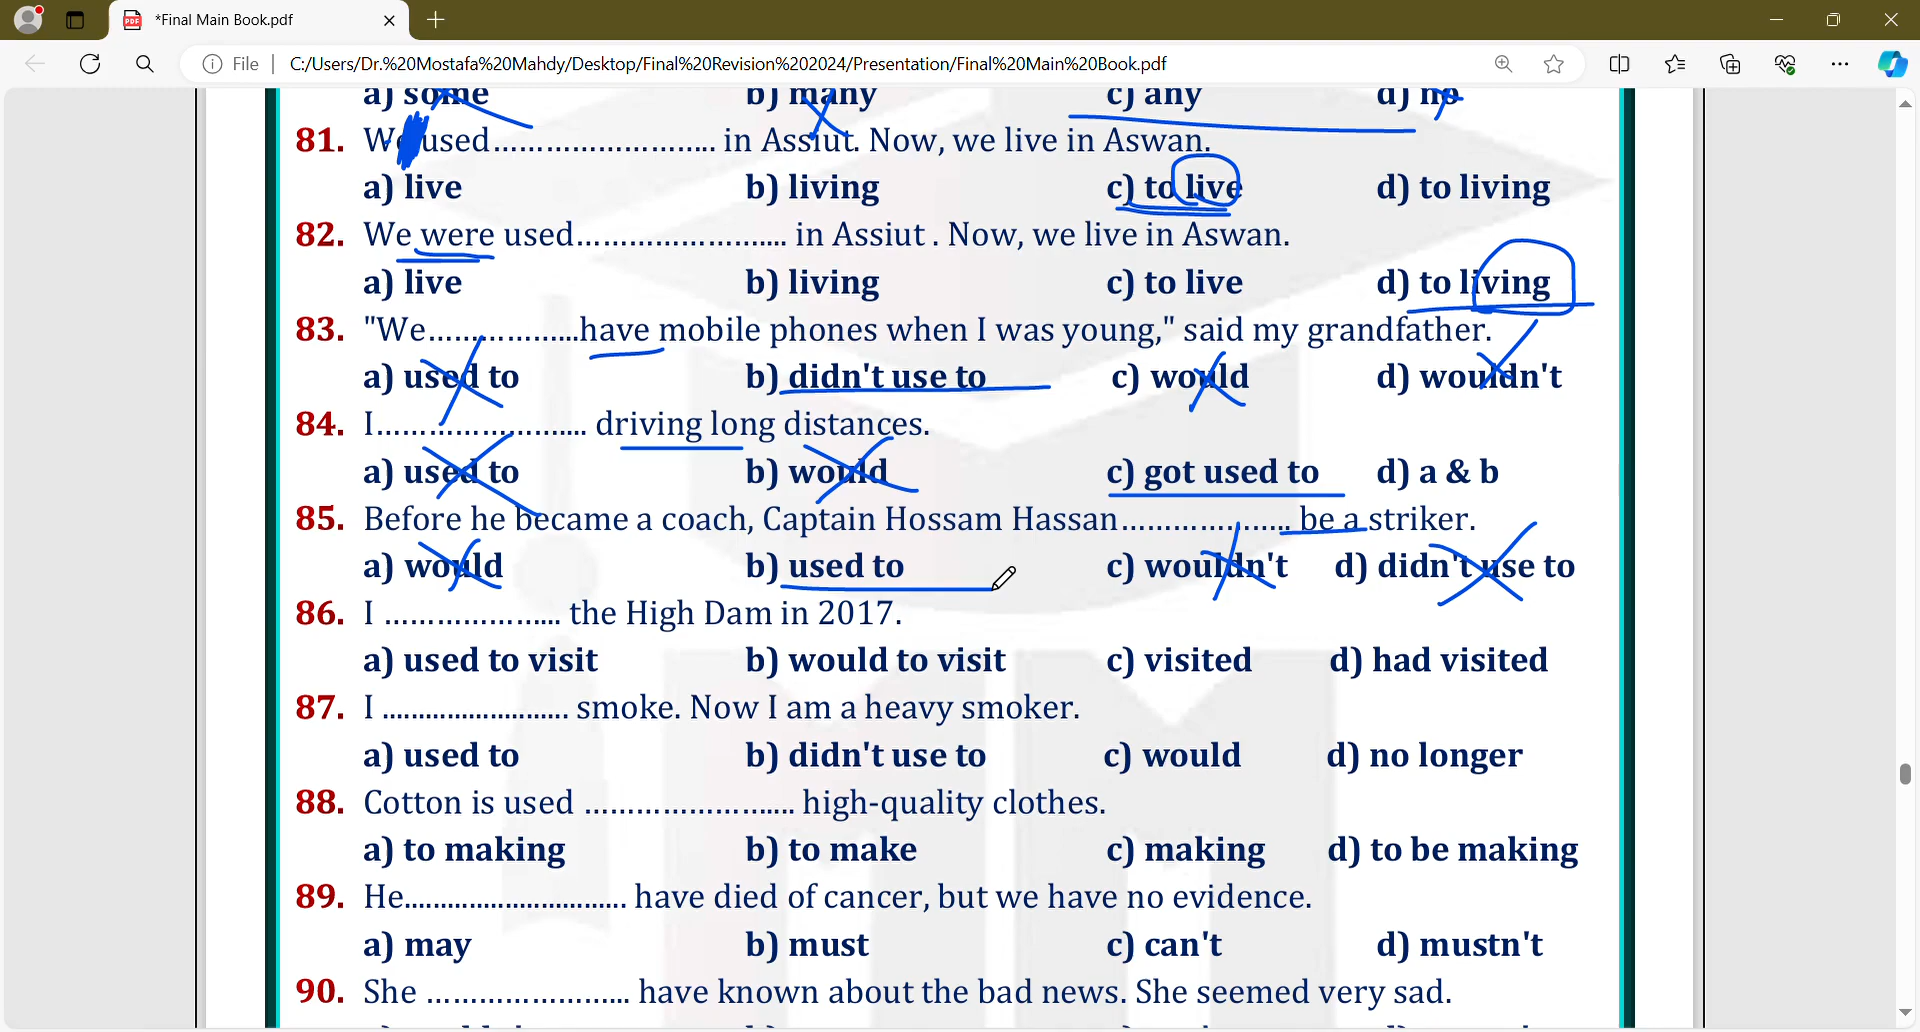 *Final Main Book.pdf
File C:/Users/Dr.%20Mostafa%20Mahdy/Desktop/Final%20Revision%202024/Presentation/Final%20Main%20Book.pdf
a) some b) many c) any d) no
81. We used........................ in Assiut. Now, we live in Aswan.
a) live b) living c) to live d) to living
82. We were used........................ in Assiut . Now, we live in Aswan.
a) live b) living c) to live d) to living
83. "We.................have mobile phones when I was young," said my grandfather.
a) used to b) didn't use to c) would d) wouldn't
84. I........................ driving long distances.
a) used to b) would c) got used to d) a & b
85. Before he became a coach, Captain Hossam Hassan................... be a striker.
a) would b) used to c) wouldn't d) didn't use to
86. I .................... the High Dam in 2017.
a) used to visit b) would to visit c) visited d) had visited
87. I .......................... smoke. Now I am a heavy smoker.
a) used to b) didn't use to c) would d) no longer
88. Cotton is used ........................ high-quality clothes.
a) to making b) to make c) making d) to be making
89. He.............................. have died of cancer, but we have no evidence.
a) may b) must c) can't d) mustn't
90. She ....................... have known about the bad news. She seemed very sad.